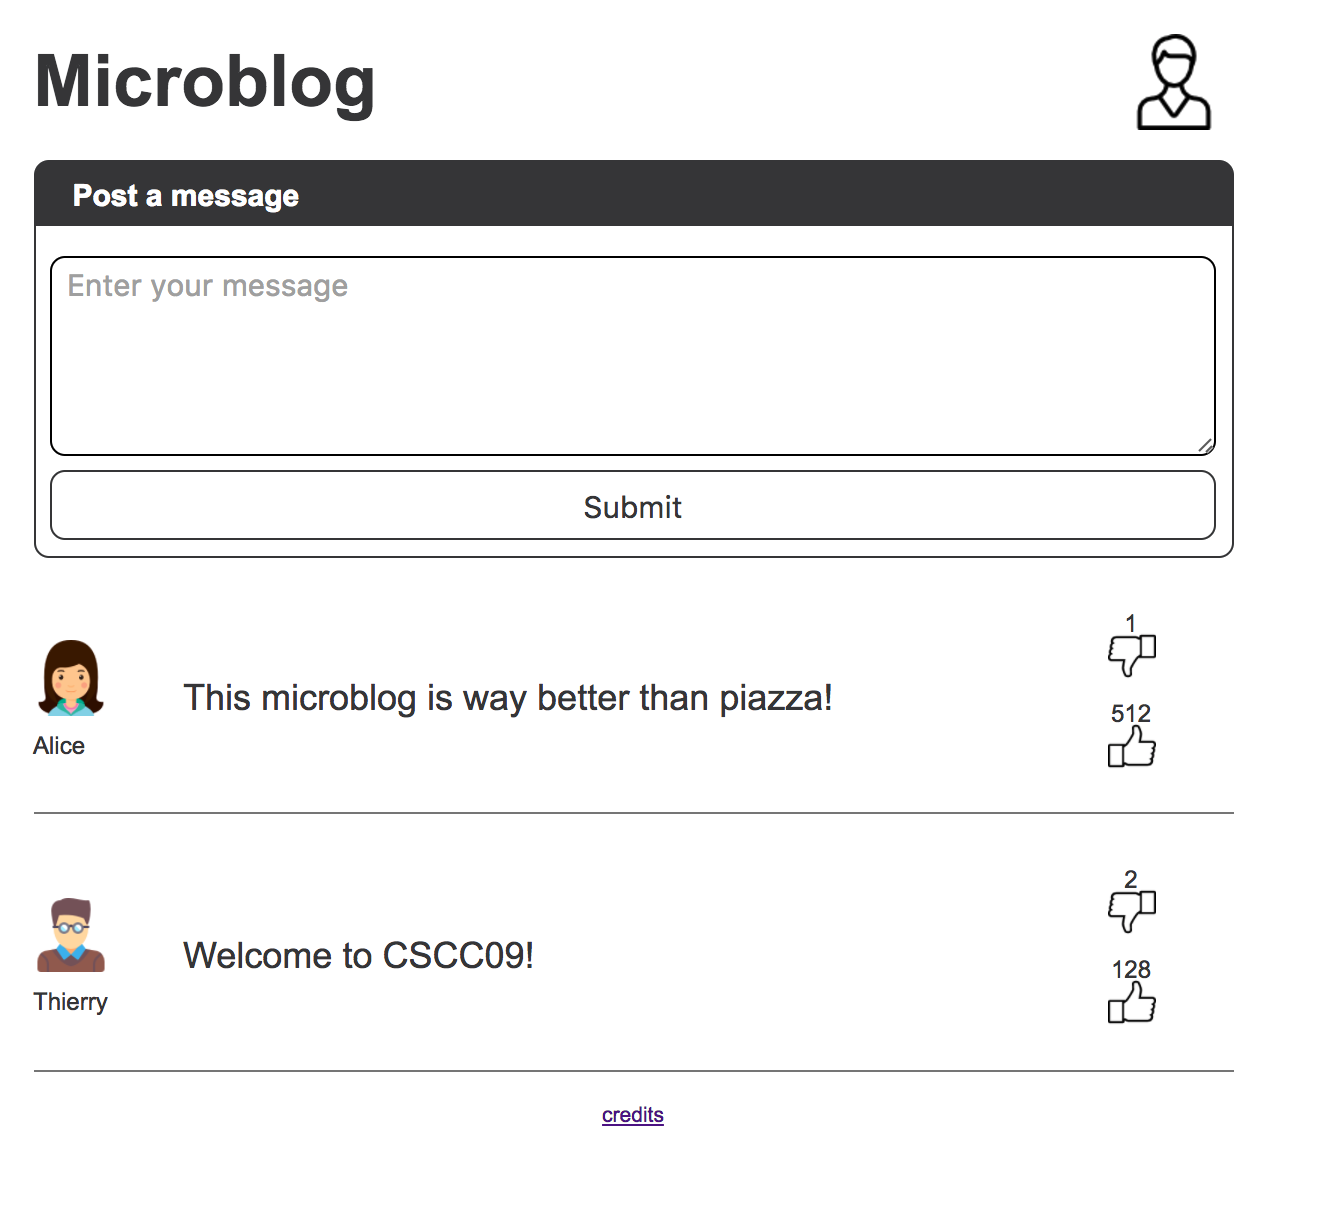 Microblog
Post a message
Enter your message
Submit
1
This microblog is way better than piazza!
512
Alice
2
Welcome to CSCC09!
128
Thierry
credits